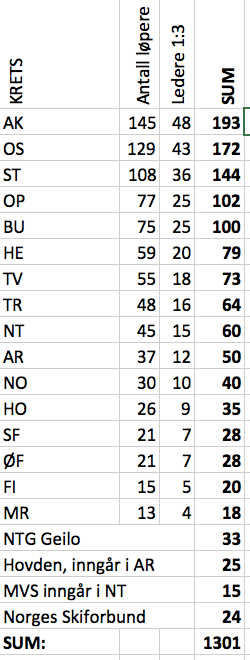 KRETS Antall løpere Ledere 1:3 SUM
AK 145 48 193
OS 129 43 172
ST 108 36 144
OP 77 25 102
BU 75 25 100
HE 59 20 79
TV 55 18 73
TR 48 16 64
NT 45 15 60
AR 37 12 50
NO 30 10 40
HO 26 9 35
SF 21 7 28
ØF 21 7 28
FI 15 5 20
MR 13 4 18
NTG Geilo 33
Hovden, inngår i AR 25
MVS inngår i NT 15
Norges Skiforbund 24
SUM: 1301